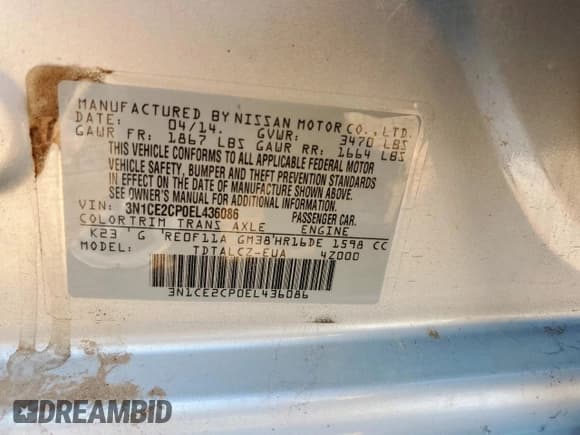 MANUFACTURED BY NISSAN MOTOR CO., LTD.
DATE: 04/14. GVWR: 3470 LBS
GAWR FR: 1867 LBS GAWR RR: 1664 LBS
THIS VEHICLE CONFORMS TO ALL APPLICABLE FEDERAL MOTOR
VEHICLE SAFETY, BUMPER AND THEFT PREVENTION STANDARDS
IN EFFECT ON THE DATE OF MANUFACTURE SHOWN ABOVE.
SEE OWNER'S MANUAL FOR ADDITIONAL INFORMATION.
VIN: 3N1CE2CP0EL436086 PASSENGER CAR.
COLOR TRIM TRANS AXLE ENGINE
K23 ' G 'RE0F11A GM38'HR16DE 1598 CC
MODEL: TDTALCZ-EUA 4Z000
3N1CE2CP0EL436086
DREAMBID